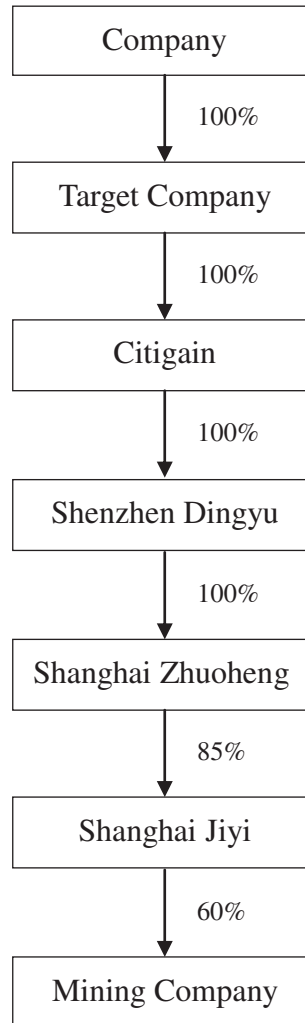 Company
100%
Target Company
100%
Citigain
100%
Shenzhen Dingyu
100%
Shanghai Zhuoheng
85%
Shanghai Jiyi
60%
Mining Company